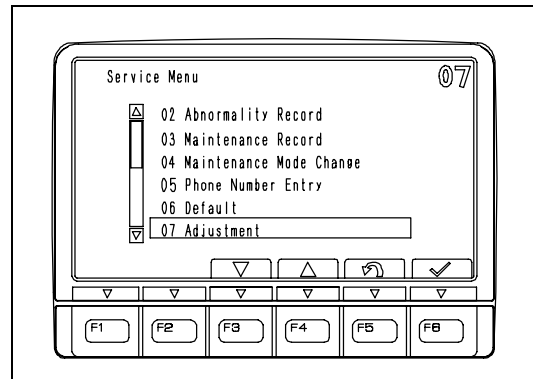 Service Menu 07
02 Abnormality Record
03 Maintenance Record
04 Maintenance Mode Change
05 Phone Number Entry
06 Default
07 Adjustment
F1 F2 F3 F4 F5 F6